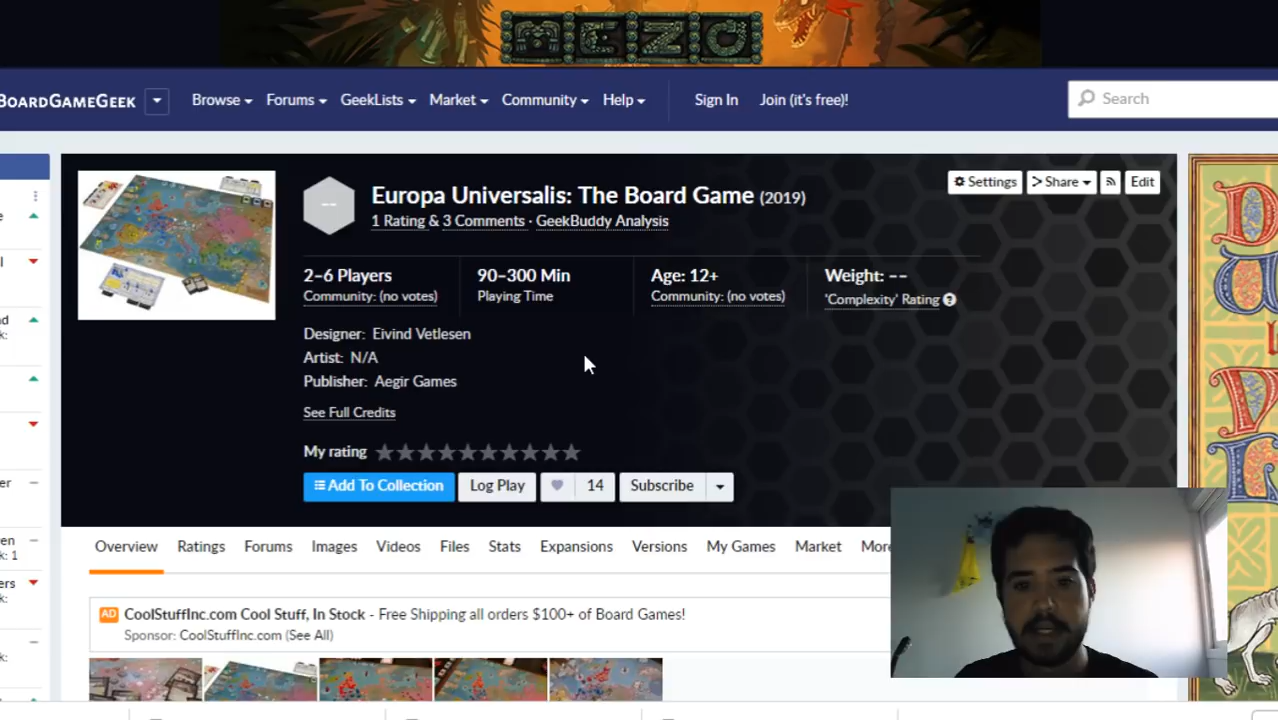 MEZO
BOARDGAMEGEEK
Browse Forums GeekLists Market Community Help Sign In Join (it's free)! Search
Settings Share Edit
Europa Universalis: The Board Game (2019)
1 Rating & 3 Comments · GeekBuddy Analysis
2–6 Players 90–300 Min Age: 12+ Weight: --
Community: (no votes) Playing Time Community: (no votes) 'Complexity' Rating
Designer: Eivind Vetlesen
Artist: N/A
Publisher: Aegir Games
See Full Credits
My rating
Add To Collection Log Play 14 Subscribe
Overview Ratings Forums Images Videos Files Stats Expansions Versions My Games Market
AD CoolStuffInc.com Cool Stuff, In Stock - Free Shipping all orders $100+ of Board Games!
Sponsor: CoolStuffInc.com (See All)